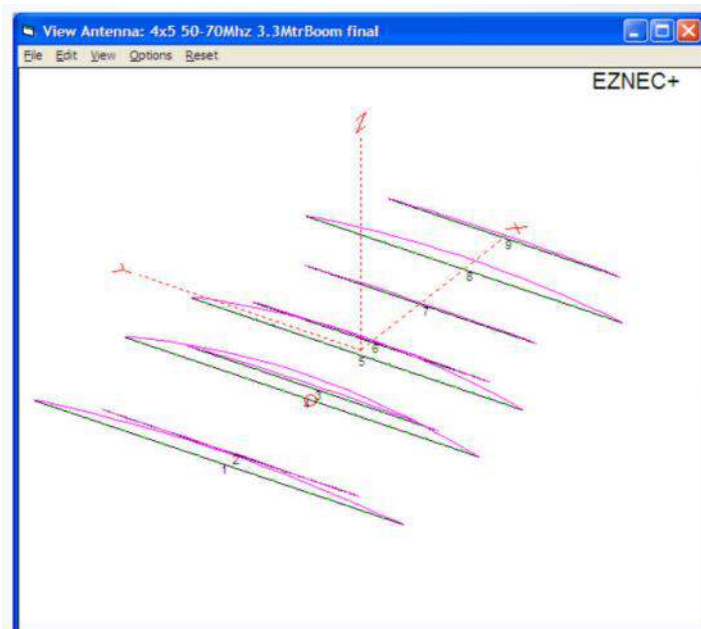 View Antenna: 4x5 50-70Mhz 3.3MtrBoom final
File Edit View Options Reset
EZNEC+
Z
X
9
Y
8
7
6
5
3
2
1